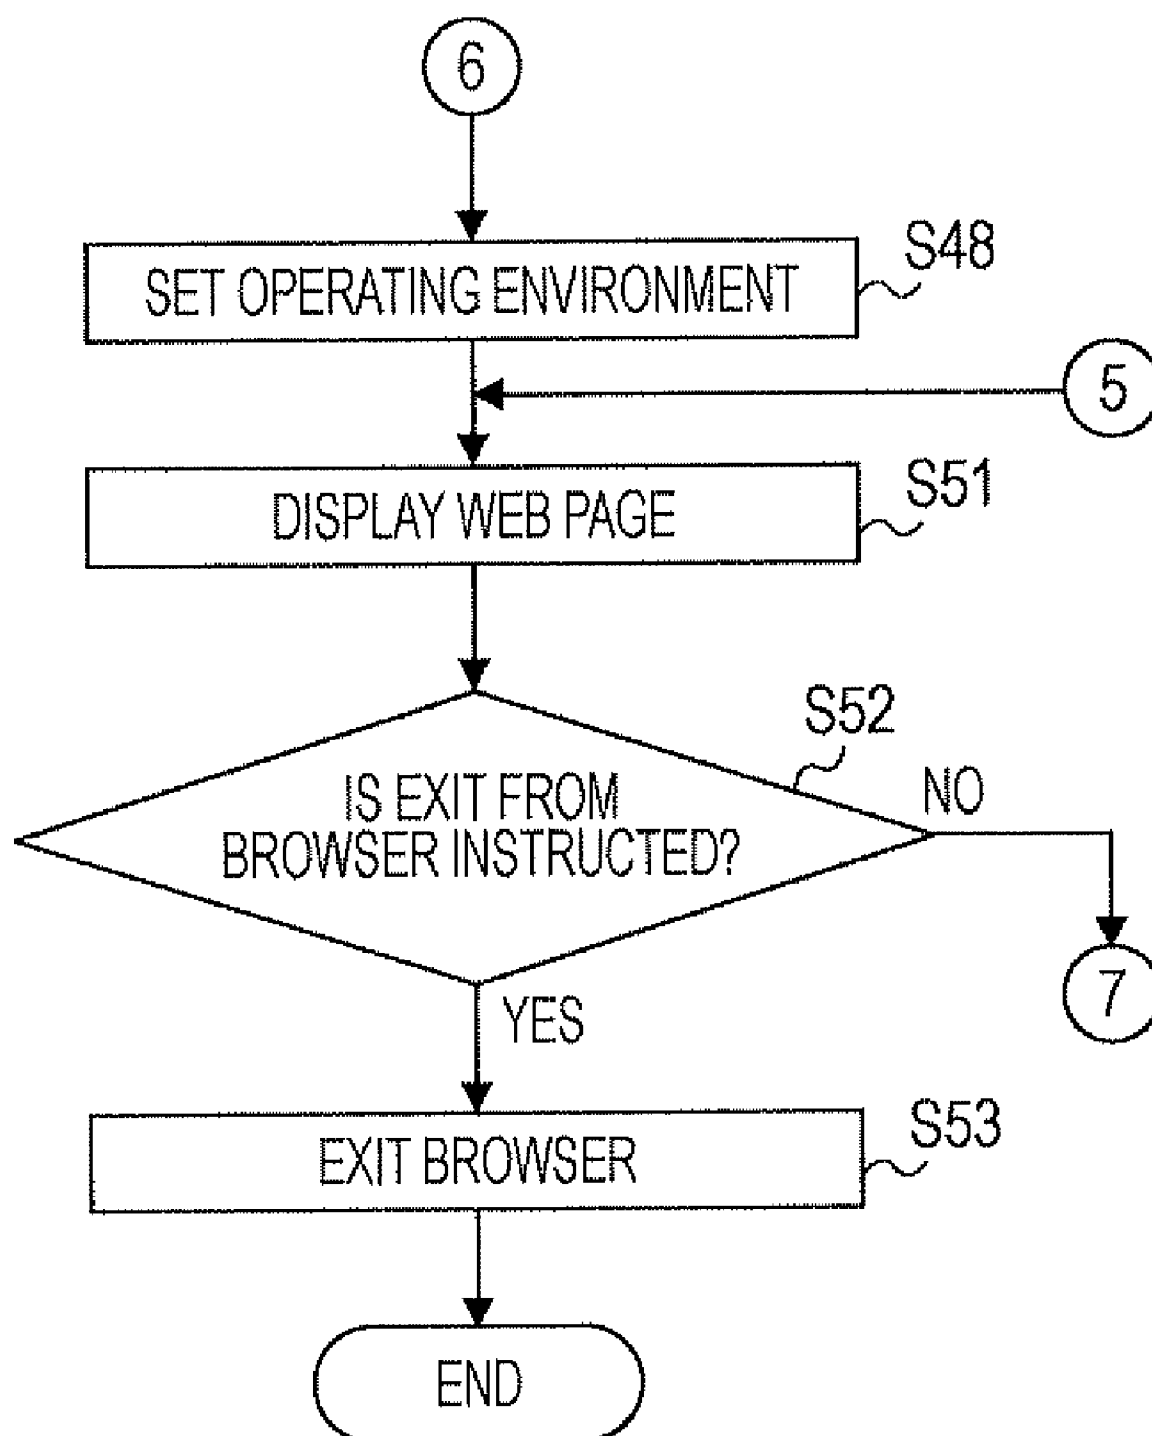 6
SET OPERATING ENVIRONMENT
S48
5
DISPLAY WEB PAGE
S51
S52
IS EXIT FROM
BROWSER INSTRUCTED?
NO
7
YES
EXIT BROWSER
S53
END